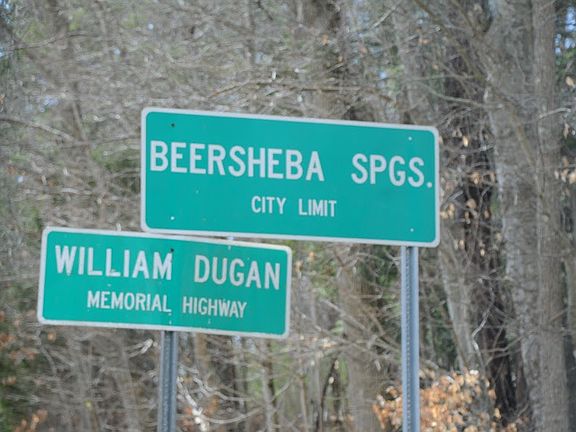 BEERSHEBA SPGS.
CITY LIMIT
WILLIAM DUGAN
MEMORIAL HIGHWAY